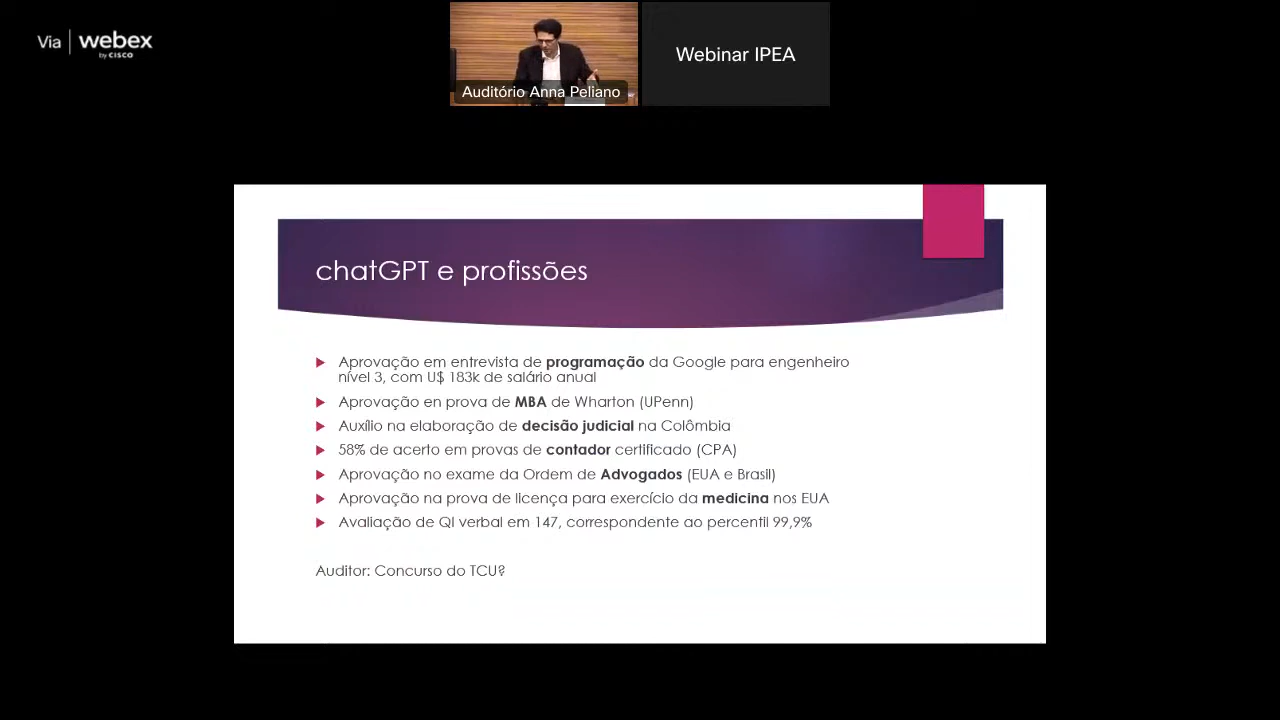 Via | webex
by CISCO
Auditório Anna Peliano
Webinar IPEA
chatGPT e profissões
Aprovação em entrevista de programação da Google para engenheiro
nível 3, com U$ 183k de salário anual
Aprovação en prova de MBA de Wharton (UPenn)
Auxílio na elaboração de decisão judicial na Colômbia
58% de acerto em provas de contador certificado (CPA)
Aprovação no exame da Ordem de Advogados (EUA e Brasil)
Aprovação na prova de licença para exercício da medicina nos EUA
Avaliação de QI verbal em 147, correspondente ao percentil 99,9%
Auditor: Concurso do TCU?